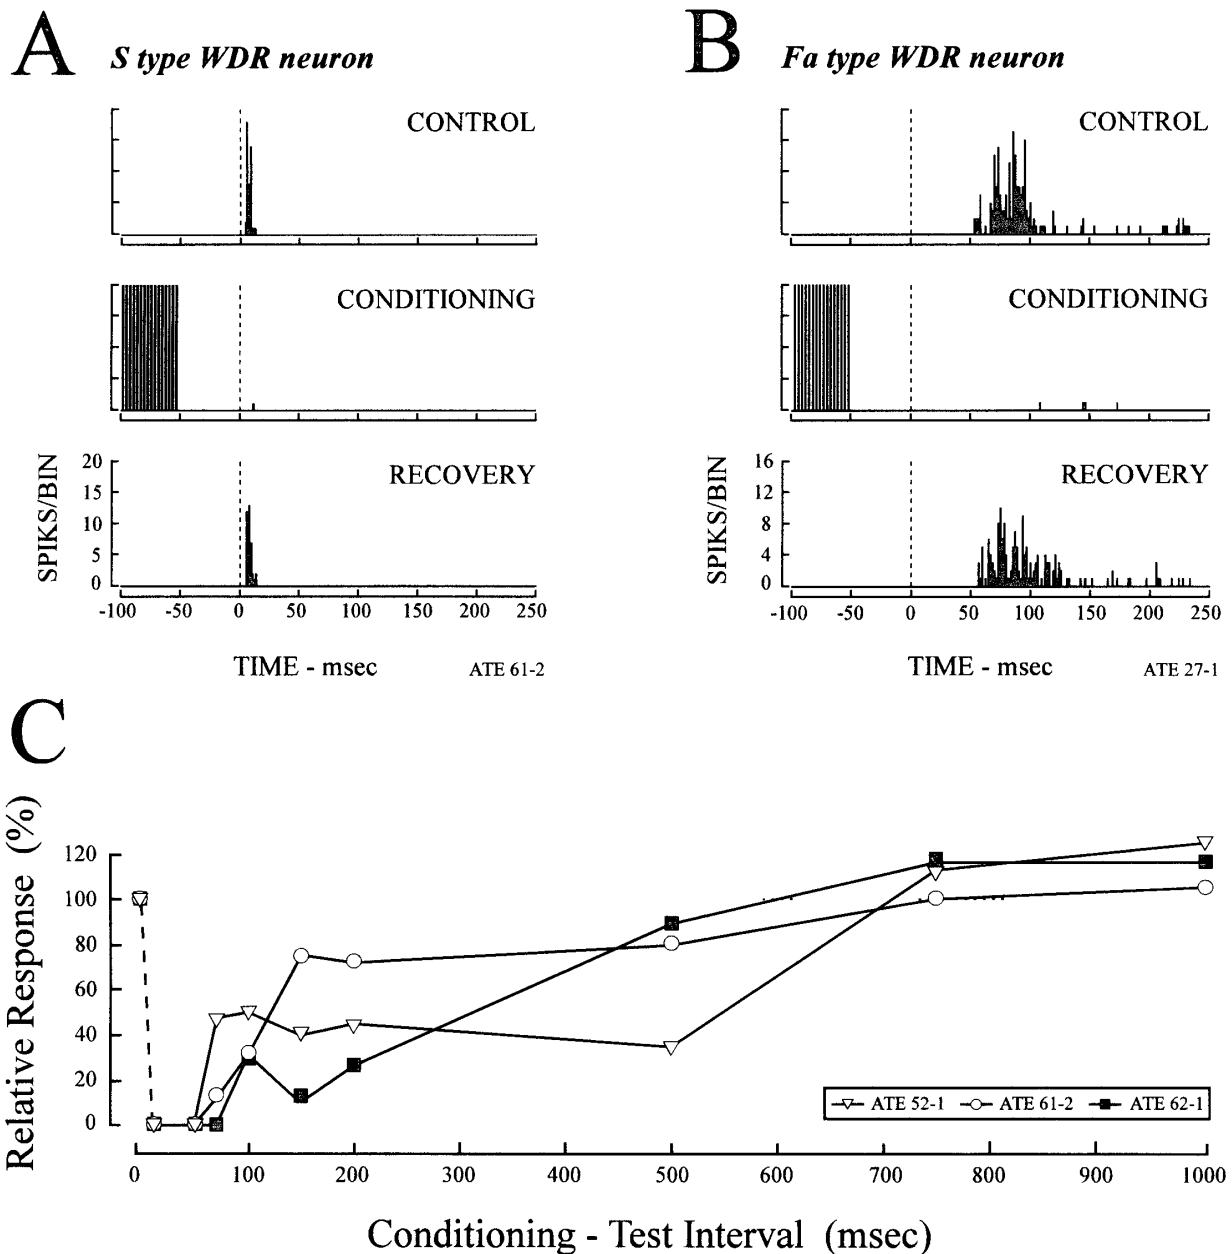 A
S type WDR neuron
CONTROL
CONDITIONING
RECOVERY
SPIKS/BIN
20
15
10
5
0
-100 -50 0 50 100 150 200 250
TIME - msec
ATE 61-2
B
Fa type WDR neuron
CONTROL
CONDITIONING
RECOVERY
SPIKS/BIN
16
12
8
4
0
-100 -50 0 50 100 150 200 250
TIME - msec
ATE 27-1
C
Relative Response (%)
120
100
80
60
40
20
0
ATE 52-1 ATE 61-2 ATE 62-1
0 100 200 300 400 500 600 700 800 900 1000
Conditioning - Test Interval (msec)